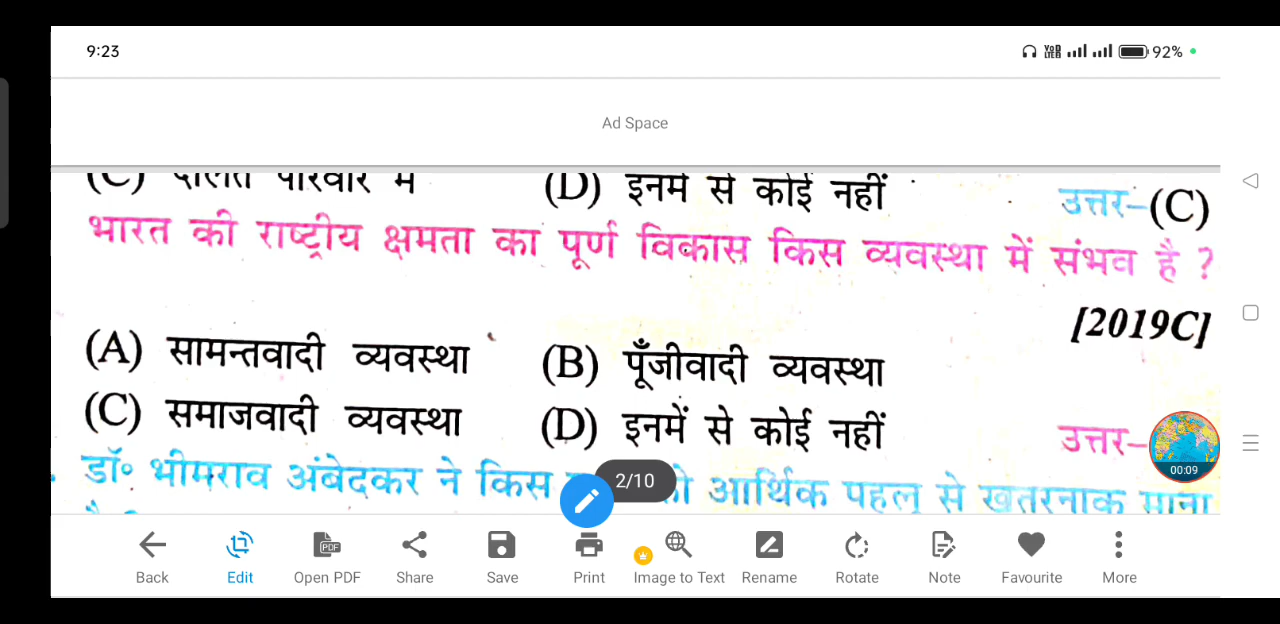 9:23
92%
Ad Space
(C) दलित परिवार में (D) इनमें से कोई नहीं उत्तर–(C)
भारत की राष्ट्रीय क्षमता का पूर्ण विकास किस व्यवस्था में संभव है ?
[2019C]
(A) सामन्तवादी व्यवस्था (B) पूँजीवादी व्यवस्था
(C) समाजवादी व्यवस्था (D) इनमें से कोई नहीं उत्तर–
00:09
डॉ॰ भीमराव अंबेदकर ने किस आर्थिक पहलू से खतरनाक माना
2/10
Back Edit Open PDF Share Save Print Image to Text Rename Rotate Note Favourite More